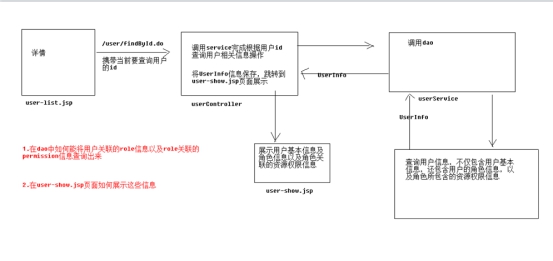 详情
user-list.jsp
/user/findById.do
携带当前要查询用户
的id
调用service完成根据用户id
查询用户相关信息操作
将UserInfo信息保存，跳转到
user-show.jsp页面展示
userController
UserInfo
调用dao
userService
UserInfo
展示用户基本信息及
角色信息以及角色关
联的资源权限信息
user-show.jsp
查询用户信息，不仅包含用户基本
信息，还包含用户的角色信息，以
及角色所包含的资源权限信息
1.在dao中如何能将用户关联的role信息以及role关联的
permission信息查询出来
2.在user-show.jsp页面如何展示这些信息